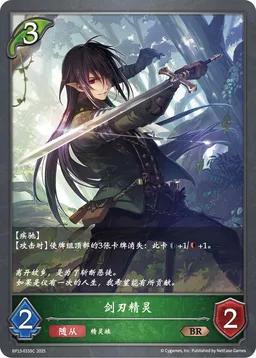 3
【疾驰】
【攻击时】使牌组顶部的3张卡牌消失：此卡+1/+1。
离开故乡，是为了斩断恶徒。
如果是仅有一次的人生，我希望能有所贡献。
剑刃精灵
2
随从
精灵族
BR
2
BP13-033SC 2025
© Cygames, Inc. Published by NetEase Games